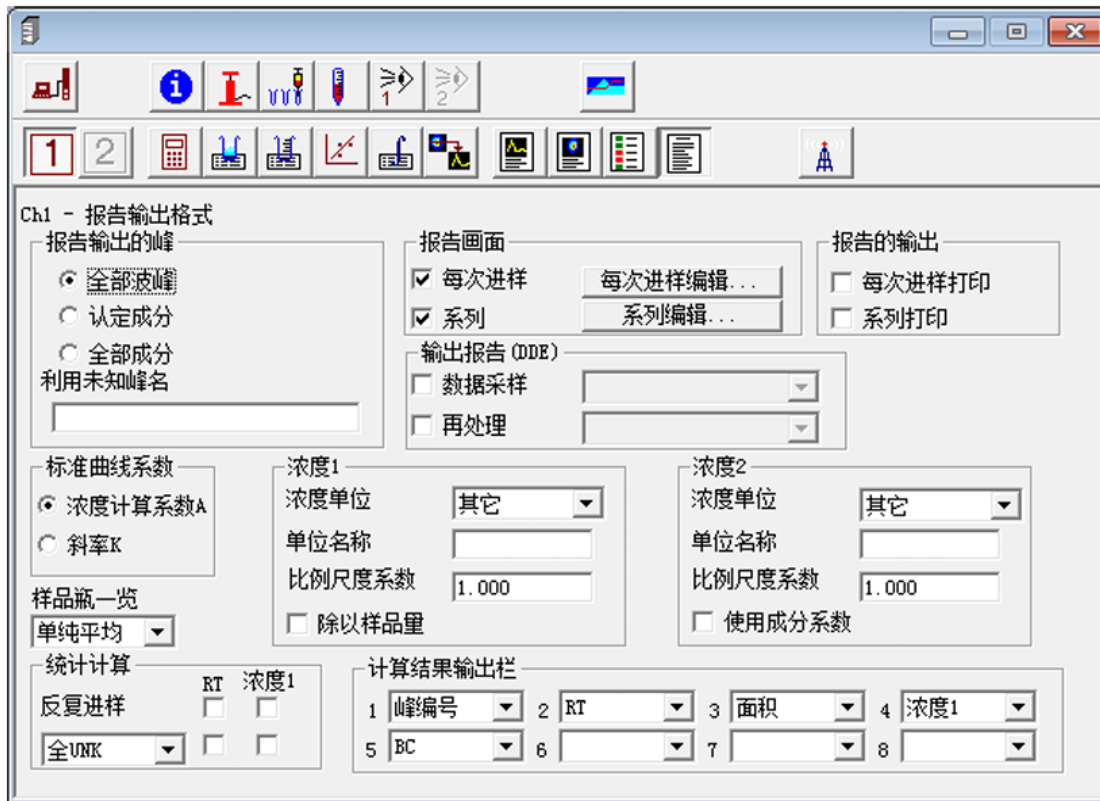 1
2
1
2
Ch1 - 报告输出格式
报告输出的峰
全部波峰
认定成分
全部成分
利用未知峰名
报告画面
每次进样
每次进样编辑...
系列
系列编辑...
报告的输出
每次进样打印
系列打印
输出报告(DDE)
数据采样
再处理
标准曲线系数
浓度计算系数A
斜率K
样品瓶一览
单纯平均
浓度1
浓度单位
其它
单位名称
比例尺度系数
1.000
除以样品量
浓度2
浓度单位
其它
单位名称
比例尺度系数
1.000
使用成分系数
统计计算
RT
浓度1
反复进样
全UNK
计算结果输出栏
1 峰编号
2 RT
3 面积
4 浓度1
5 BC
6
7
8